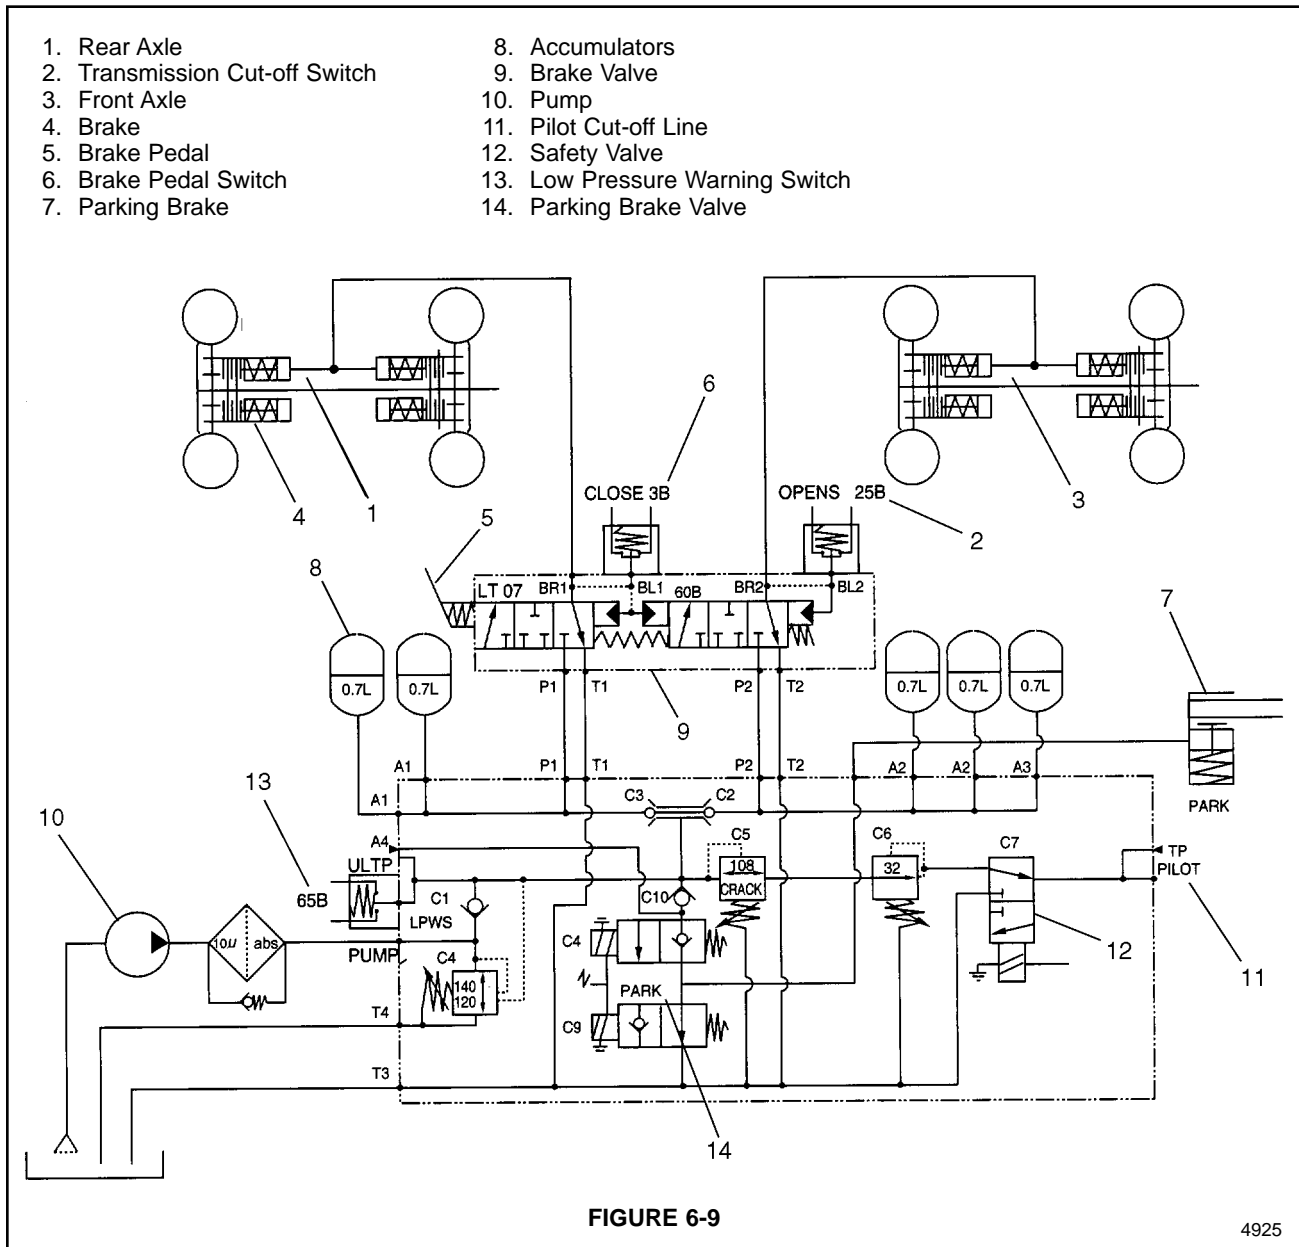 1. Rear Axle
2. Transmission Cut-off Switch
3. Front Axle
4. Brake
5. Brake Pedal
6. Brake Pedal Switch
7. Parking Brake
8. Accumulators
9. Brake Valve
10. Pump
11. Pilot Cut-off Line
12. Safety Valve
13. Low Pressure Warning Switch
14. Parking Brake Valve
6
CLOSE 3B
OPENS 25B
4
1
5
2
3
8
LT 07
BR1
BL1
60B
BR2
BL2
7
0.7L
0.7L
P1
T1
P2
T2
0.7L
0.7L
0.7L
9
A1
P1
T1
P2
T2
A2
A2
A3
PARK
13
A1
C3
C2
10
A4
C5
C6
C7
TP
ULTP
108
32
PILOT
65B
C1
C10
CRACK
LPWS
10µ
abs
PUMP
C4
C4
12
11
140
120
PARK
T4
C9
T3
14
FIGURE 6-9
4925